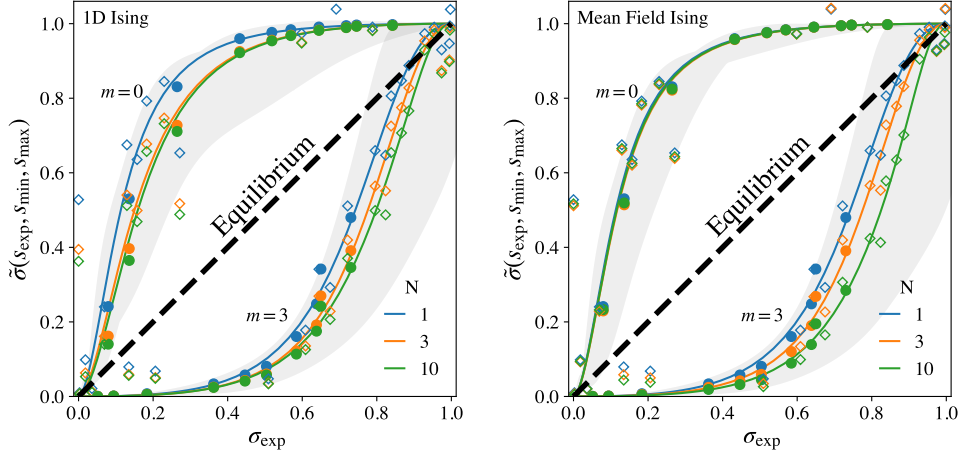 1D Ising
1.0
0.8
0.6
0.4
0.2
0.0
σ̃(s_exp, s_min, s_max)
m=0
Equilibrium
m=3
N
1
3
10
0.0 0.2 0.4 0.6 0.8 1.0
σ_exp
Mean Field Ising
1.0
0.8
0.6
0.4
0.2
0.0
σ̃(s_exp, s_min, s_max)
m=0
Equilibrium
m=3
N
1
3
10
0.0 0.2 0.4 0.6 0.8 1.0
σ_exp